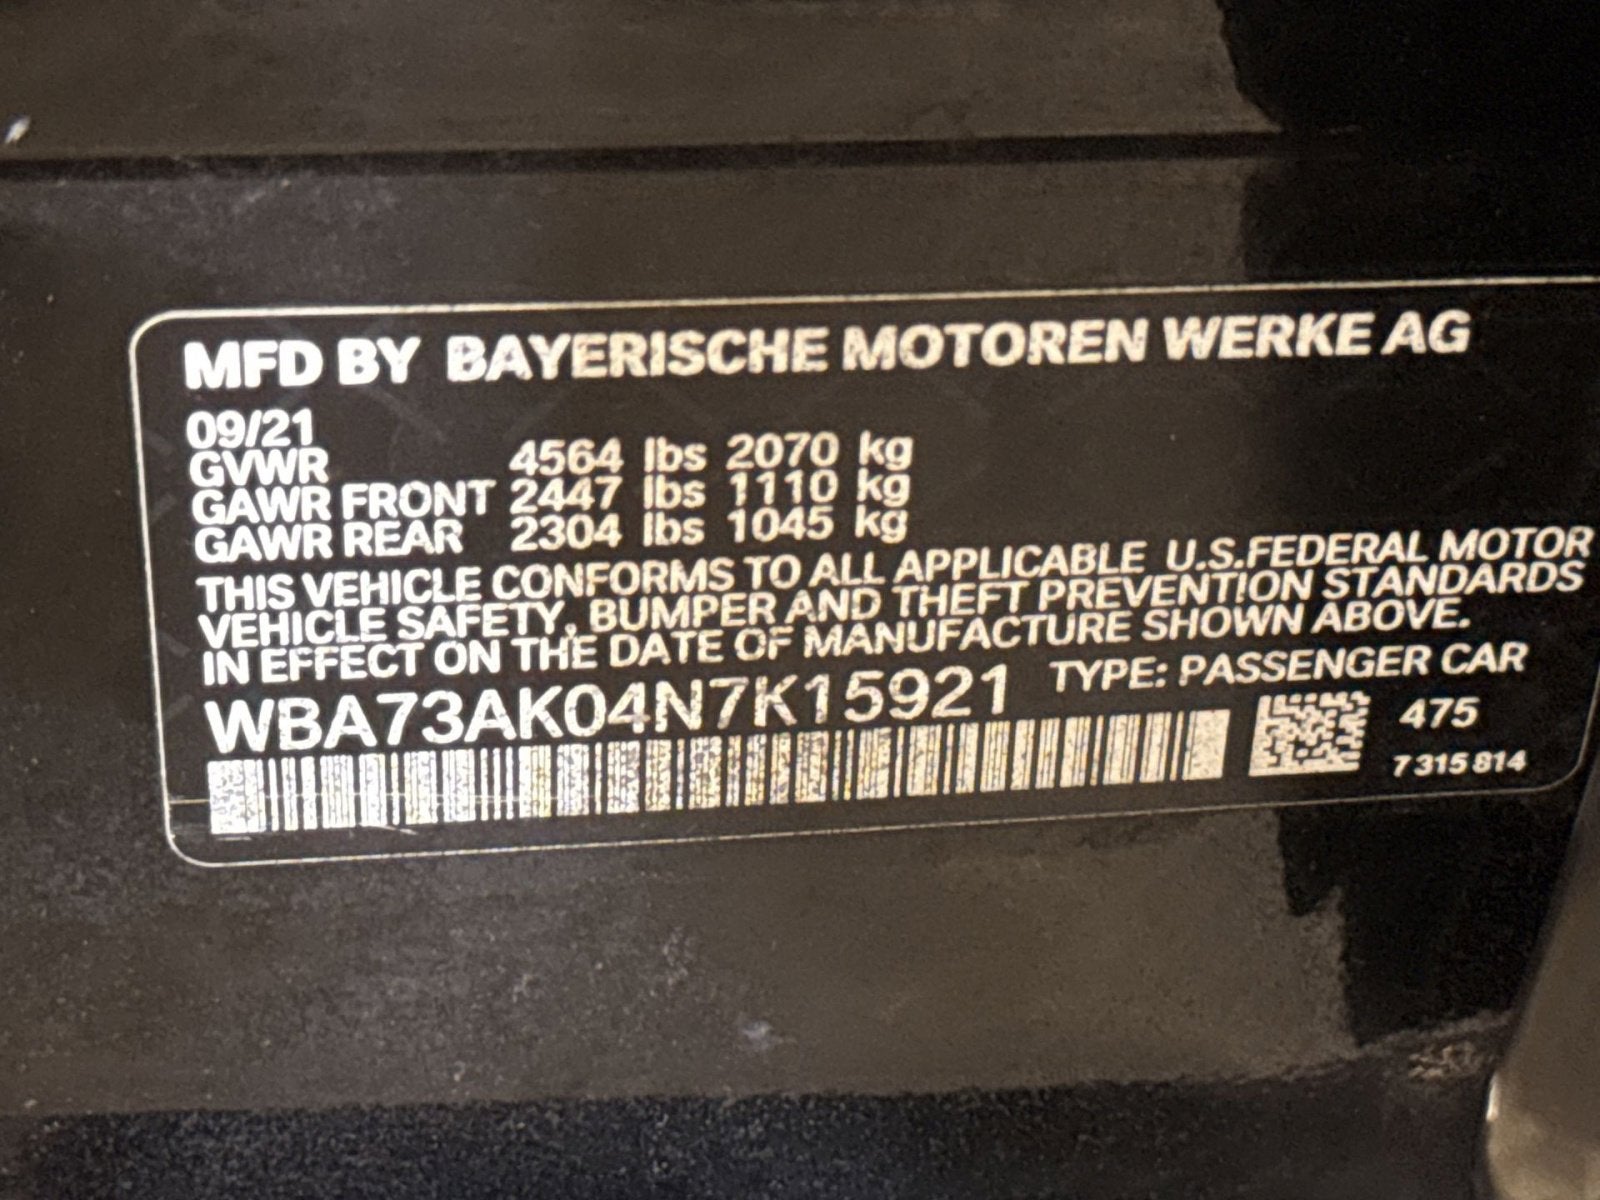 MFD BY BAYERISCHE MOTOREN WERKE AG
09/21
GVWR 4564 lbs 2070 kg
GAWR FRONT 2447 lbs 1110 kg
GAWR REAR 2304 lbs 1045 kg
THIS VEHICLE CONFORMS TO ALL APPLICABLE U.S.FEDERAL MOTOR
VEHICLE SAFETY, BUMPER AND THEFT PREVENTION STANDARDS
IN EFFECT ON THE DATE OF MANUFACTURE SHOWN ABOVE.
WBA73AK04N7K15921 TYPE: PASSENGER CAR
475
7 315 814